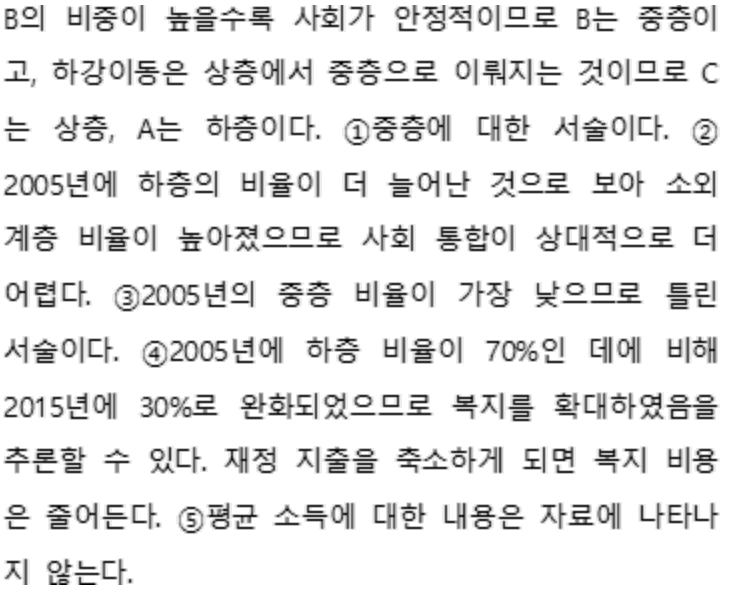 B의 비중이 높을수록 사회가 안정적이므로 B는 중층이
고, 하강이동은 상층에서 중층으로 이뤄지는 것이므로 C
는 상층, A는 하층이다. ①중층에 대한 서술이다. ②
2005년에 하층의 비율이 더 늘어난 것으로 보아 소외
계층 비율이 높아졌으므로 사회 통합이 상대적으로 더
어렵다. ③2005년의 중층 비율이 가장 낮으므로 틀린
서술이다. ④2005년에 하층 비율이 70%인 데에 비해
2015년에 30%로 완화되었으므로 복지를 확대하였음을
추론할 수 있다. 재정 지출을 축소하게 되면 복지 비용
은 줄어든다. ⑤평균 소득에 대한 내용은 자료에 나타나
지 않는다.